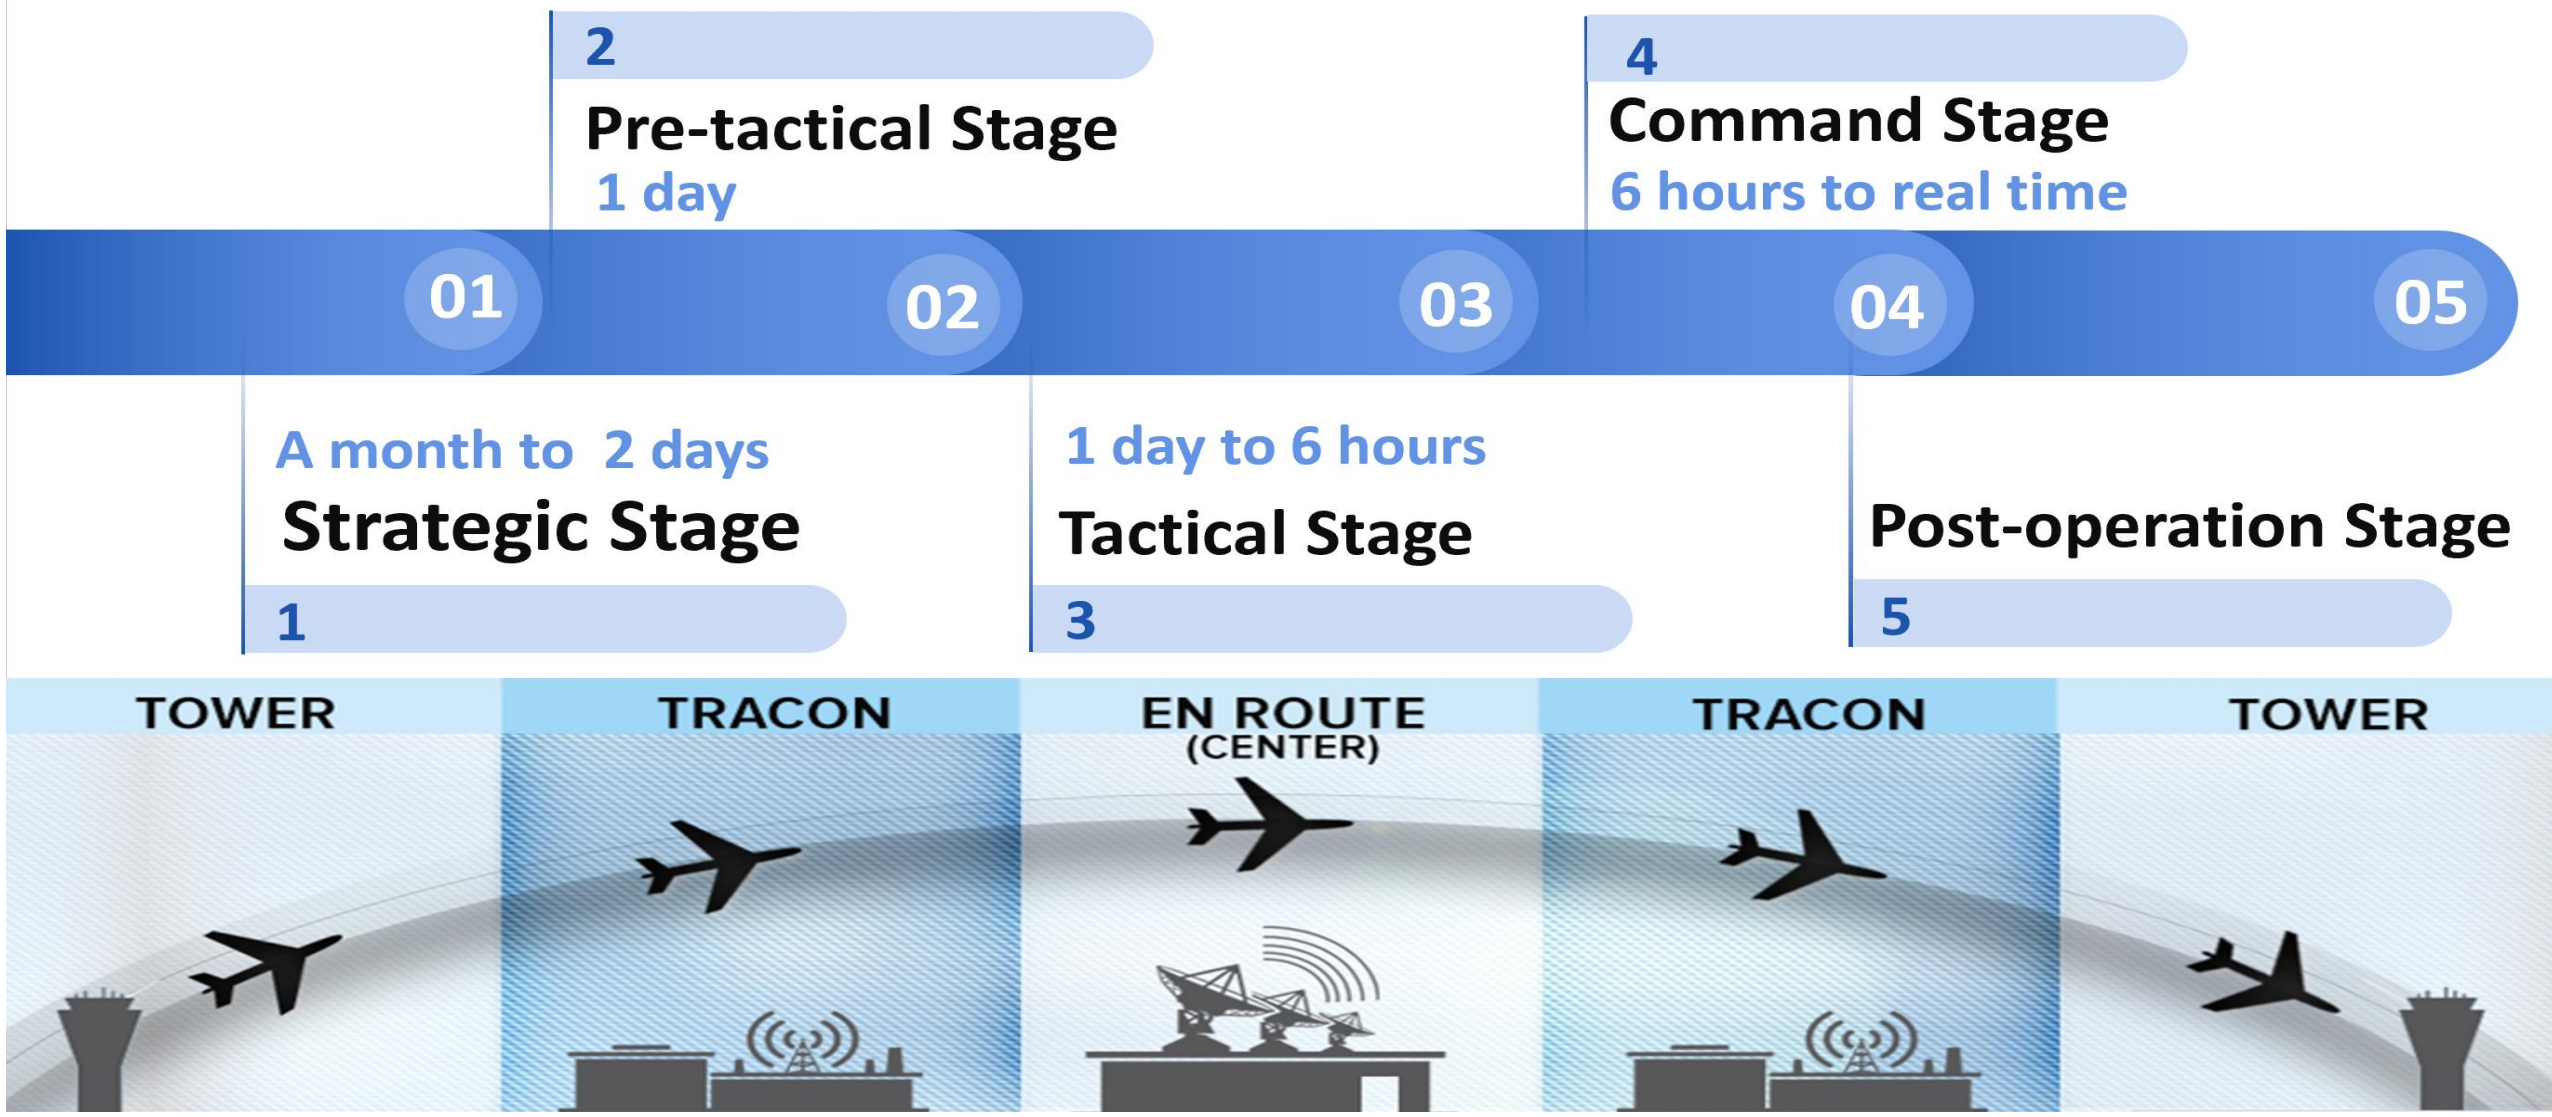 2
Pre-tactical Stage
1 day
4
Command Stage
6 hours to real time
01
02
03
04
05
A month to 2 days
Strategic Stage
1
1 day to 6 hours
Tactical Stage
3
Post-operation Stage
5
TOWER
TRACON
EN ROUTE
(CENTER)
TRACON
TOWER